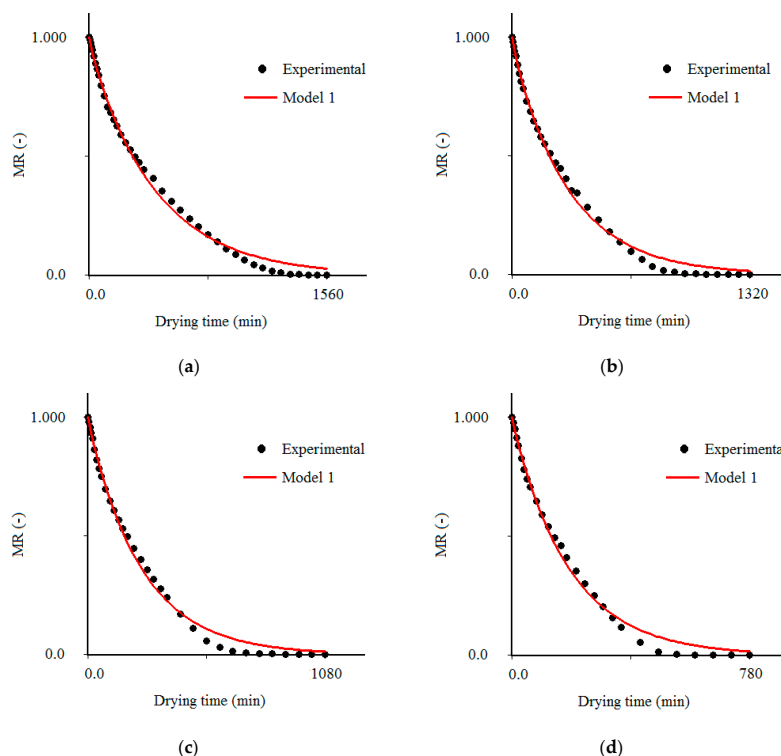 1.000
Experimental
Model 1
MR (-)
0.0
0.0
1560
Drying time (min)
(a)
1.000
Experimental
Model 1
MR (-)
0.0
0.0
1320
Drying time (min)
(b)
1.000
Experimental
Model 1
MR (-)
0.0
0.0
1080
Drying time (min)
(c)
1.000
Experimenta
Model 1
MR (-)
0.0
0.0
780
Drying time (min)
(d)